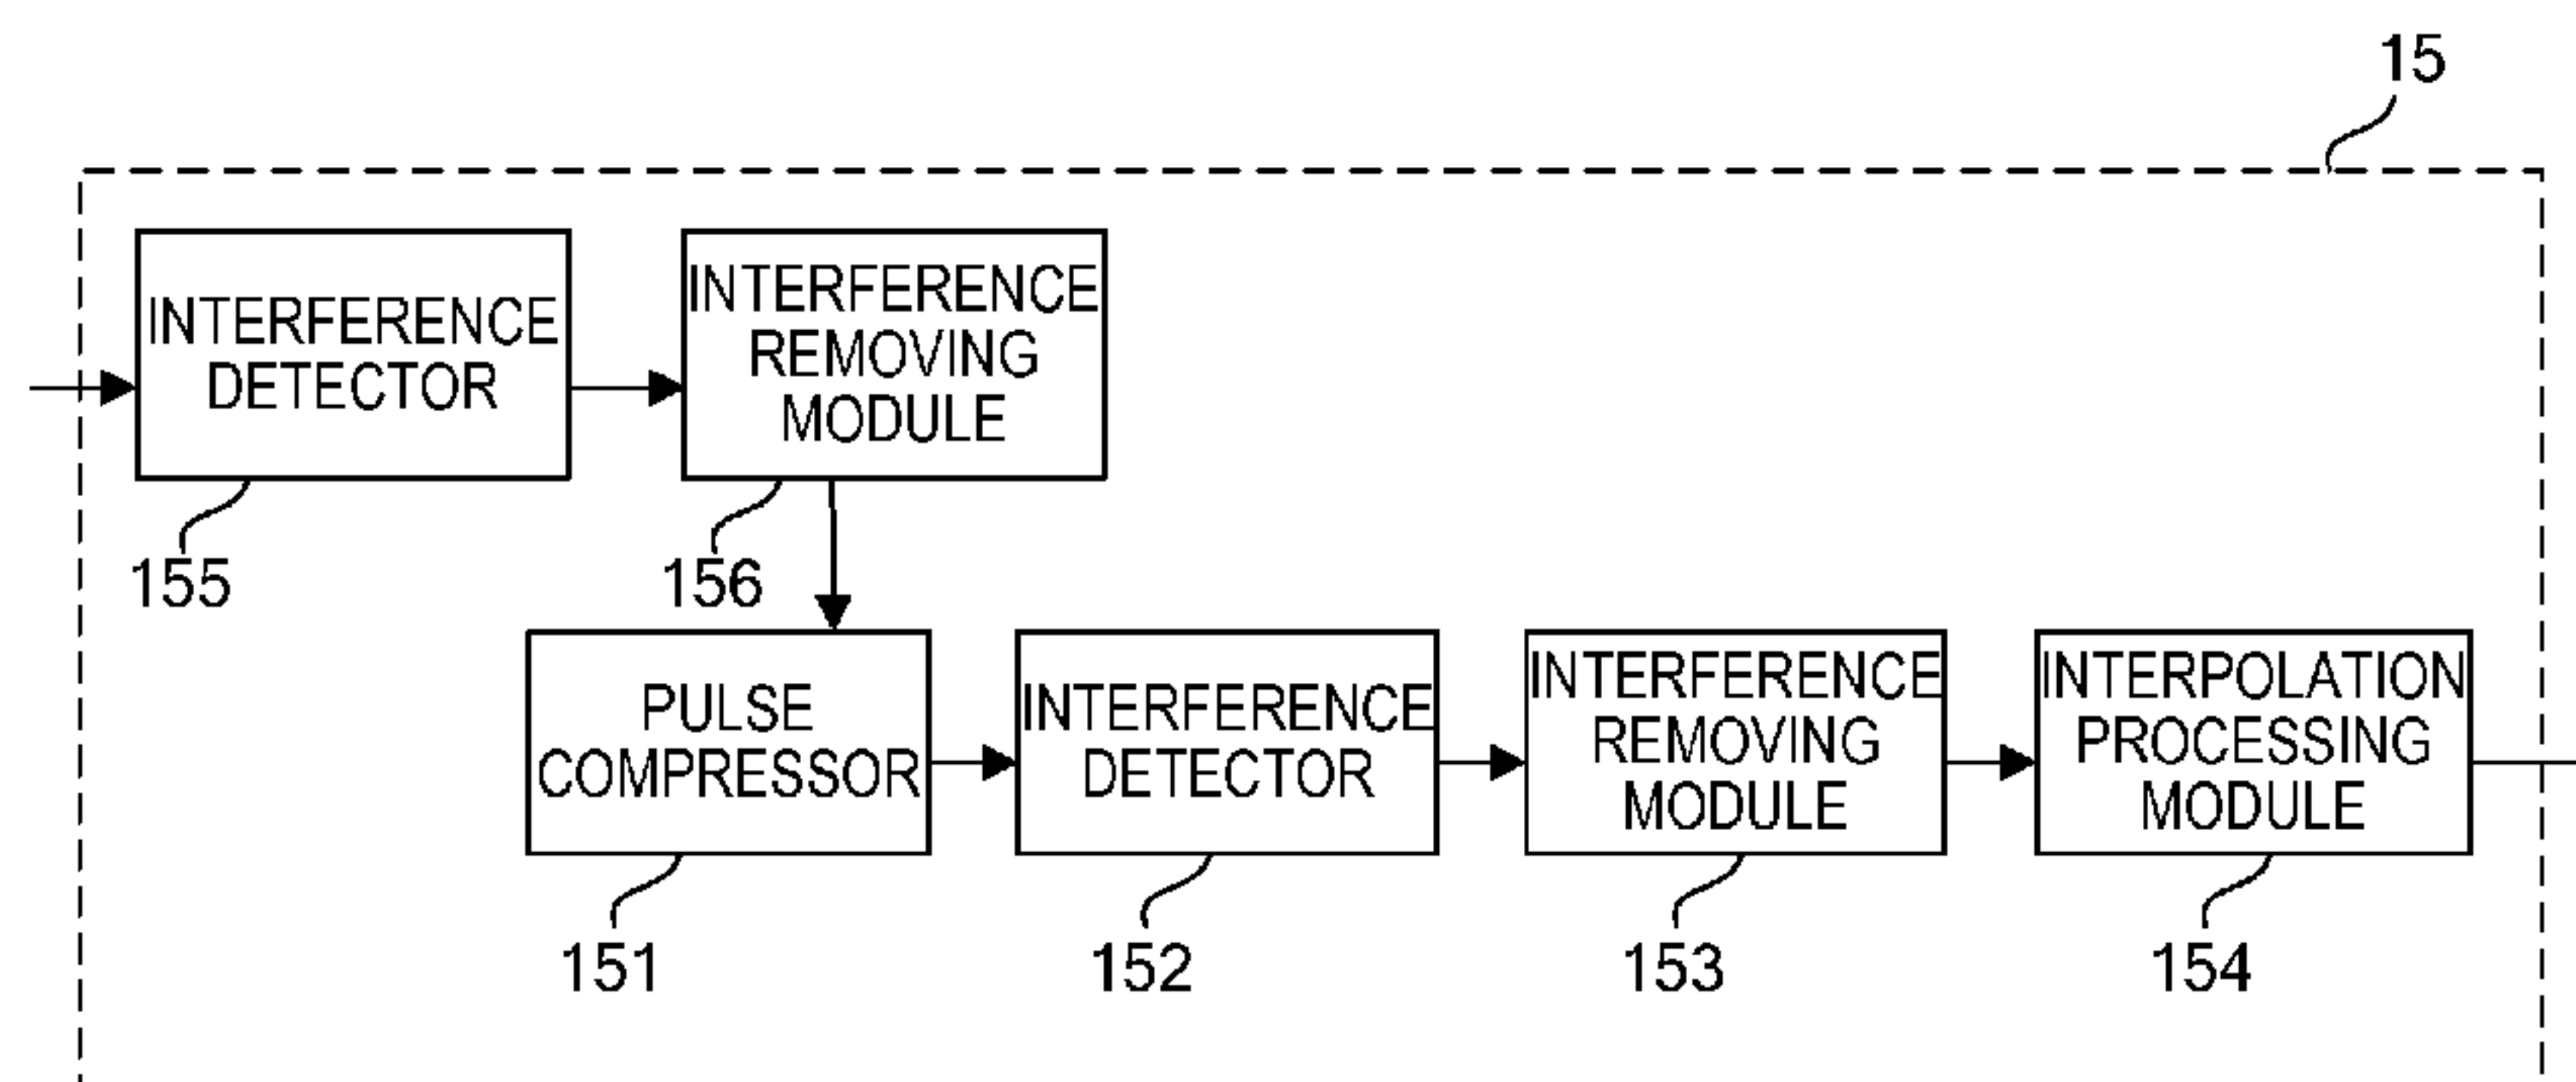 15
INTERFERENCE
DETECTOR
INTERFERENCE
REMOVING
MODULE
155
156
PULSE
COMPRESSOR
INTERFERENCE
DETECTOR
INTERFERENCE
REMOVING
MODULE
INTERPOLATION
PROCESSING
MODULE
151
152
153
154